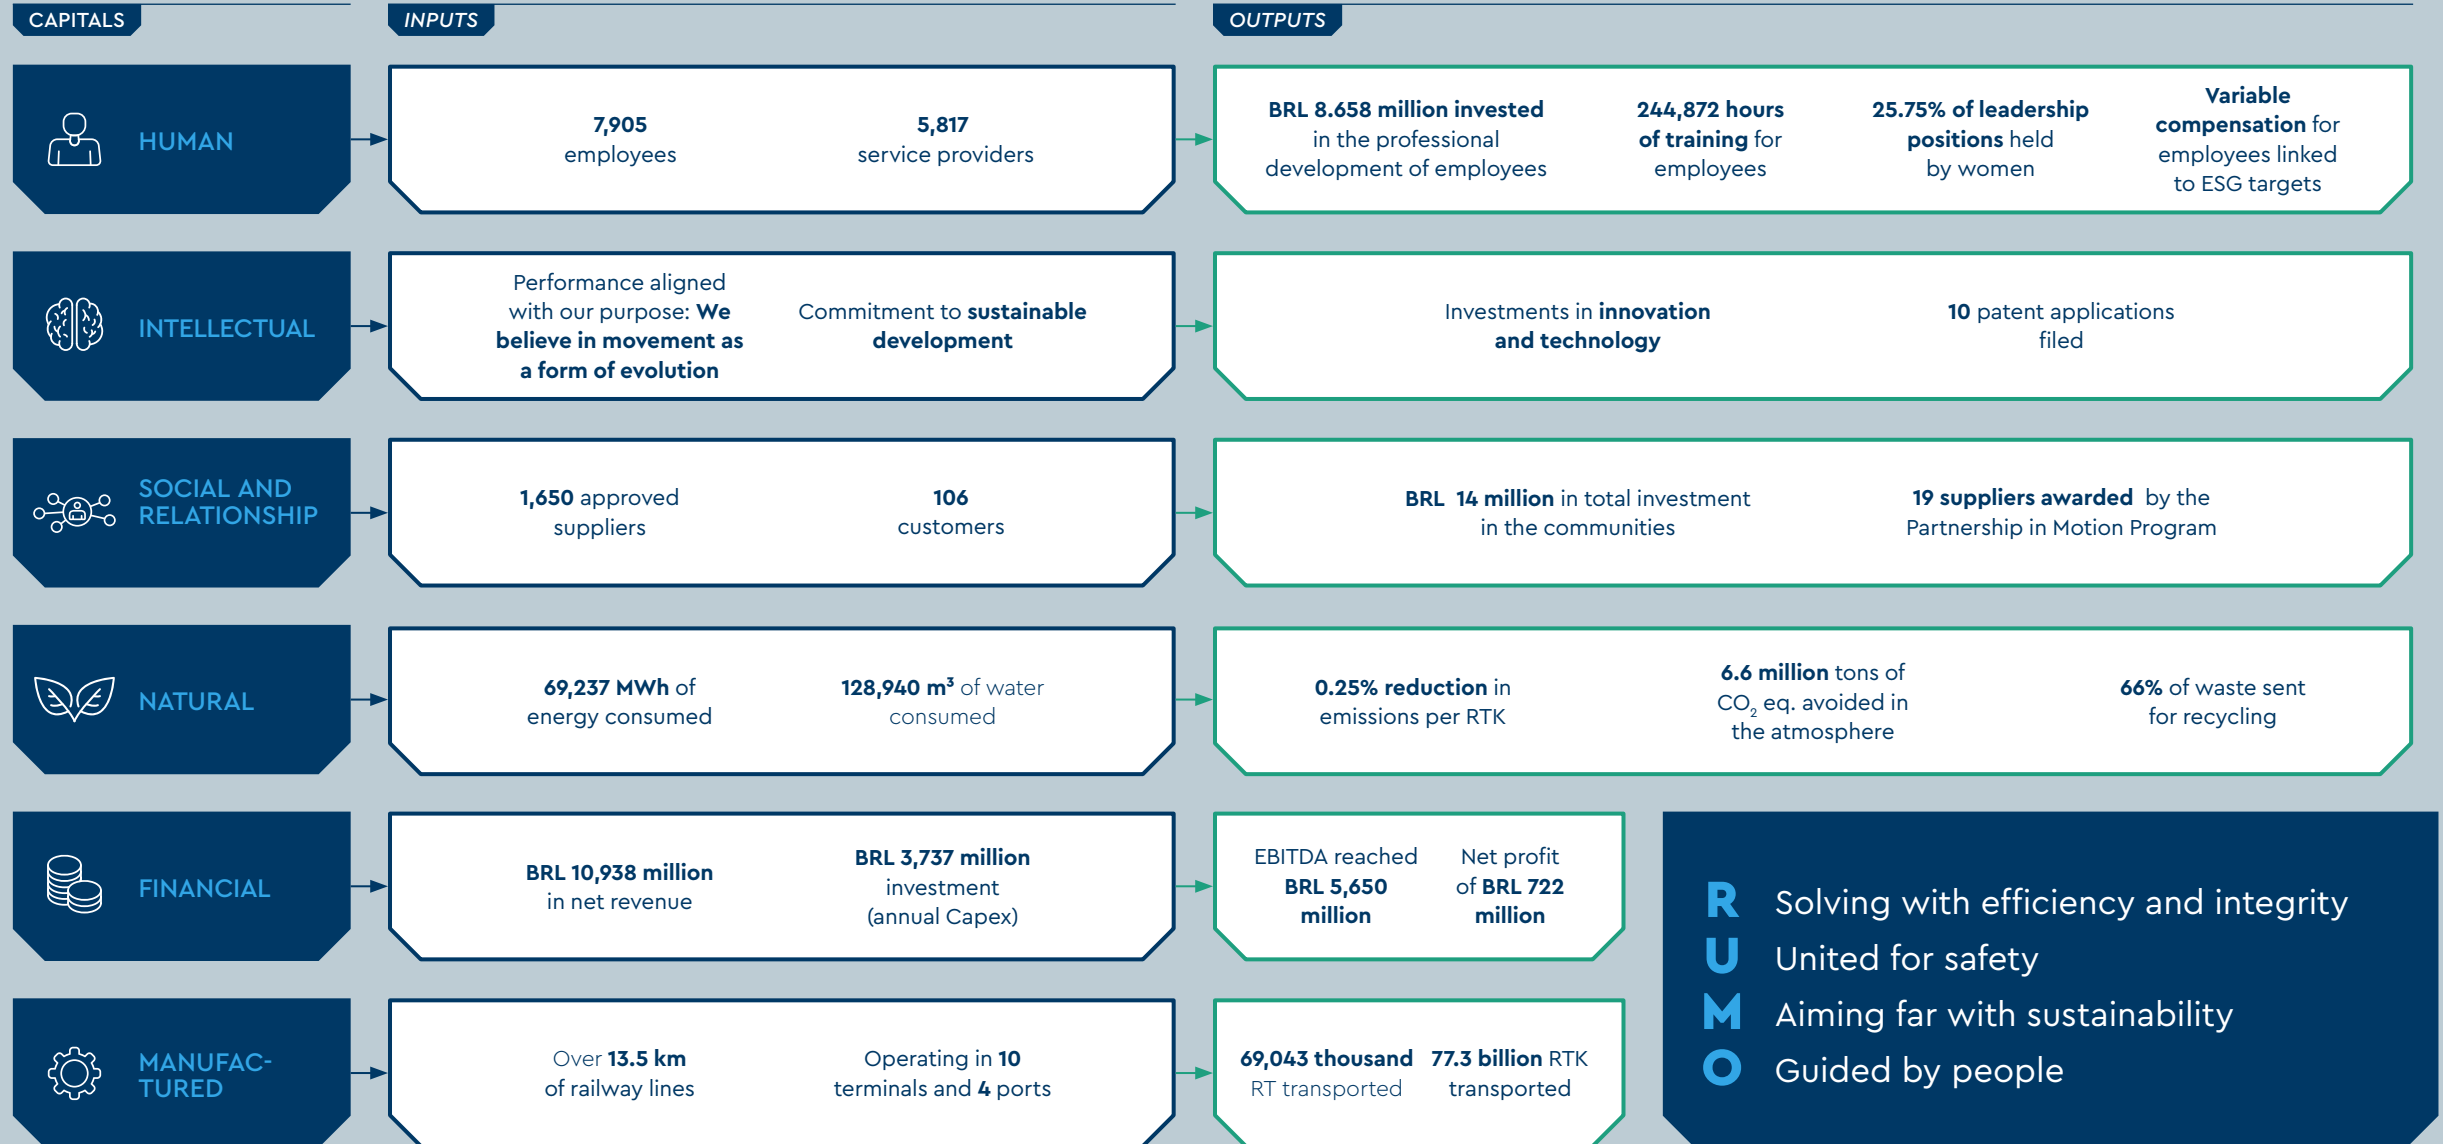 CAPITALS
INPUTS
OUTPUTS
HUMAN
7,905
employees
5,817
service providers
BRL 8.658 million invested
in the professional
development of employees
244,872 hours
of training for
employees
25.75% of leadership
positions held
by women
Variable
compensation for
employees linked
to ESG targets
INTELLECTUAL
Performance aligned
with our purpose: We
believe in movement as
a form of evolution
Commitment to sustainable
development
Investments in innovation
and technology
10 patent applications
filed
SOCIAL AND
RELATIONSHIP
1,650 approved
suppliers
106
customers
BRL 14 million in total investment
in the communities
19 suppliers awarded by the
Partnership in Motion Program
NATURAL
69,237 MWh of
energy consumed
128,940 m³ of water
consumed
0.25% reduction in
emissions per RTK
6.6 million tons of
CO₂ eq. avoided in
the atmosphere
66% of waste sent
for recycling
FINANCIAL
BRL 10,938 million
in net revenue
BRL 3,737 million
investment
(annual Capex)
EBITDA reached
BRL 5,650
million
Net profit
of BRL 722
million
MANUFAC-
TURED
Over 13.5 km
of railway lines
Operating in 10
terminals and 4 ports
69,043 thousand
RT transported
77.3 billion RTK
transported
R Solving with efficiency and integrity
U United for safety
M Aiming far with sustainability
O Guided by people